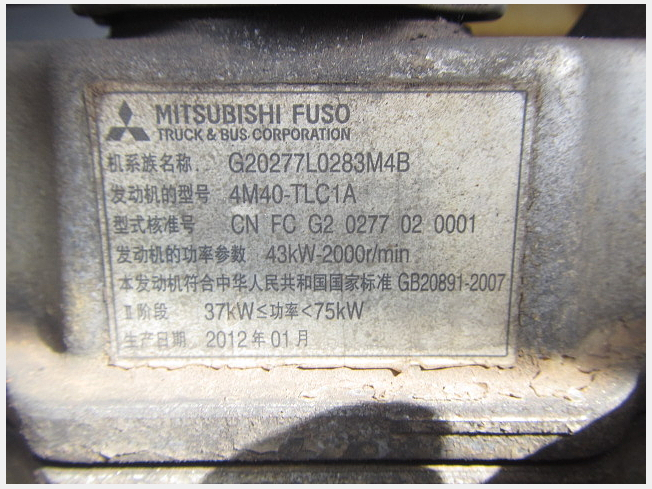 MITSUBISHI FUSO
TRUCK & BUS CORPORATION
机系族名称. G20277L0283M4B
发动机的型号 4M40-TLC1A
型式核准号 CN FC G2 0277 02 0001
发动机的功率参数 43kW-2000r/min
本发动机符合中华人民共和国国家标准 GB20891-2007
Ⅱ阶段 37kW≤功率<75kW
生产日期 2012年01月